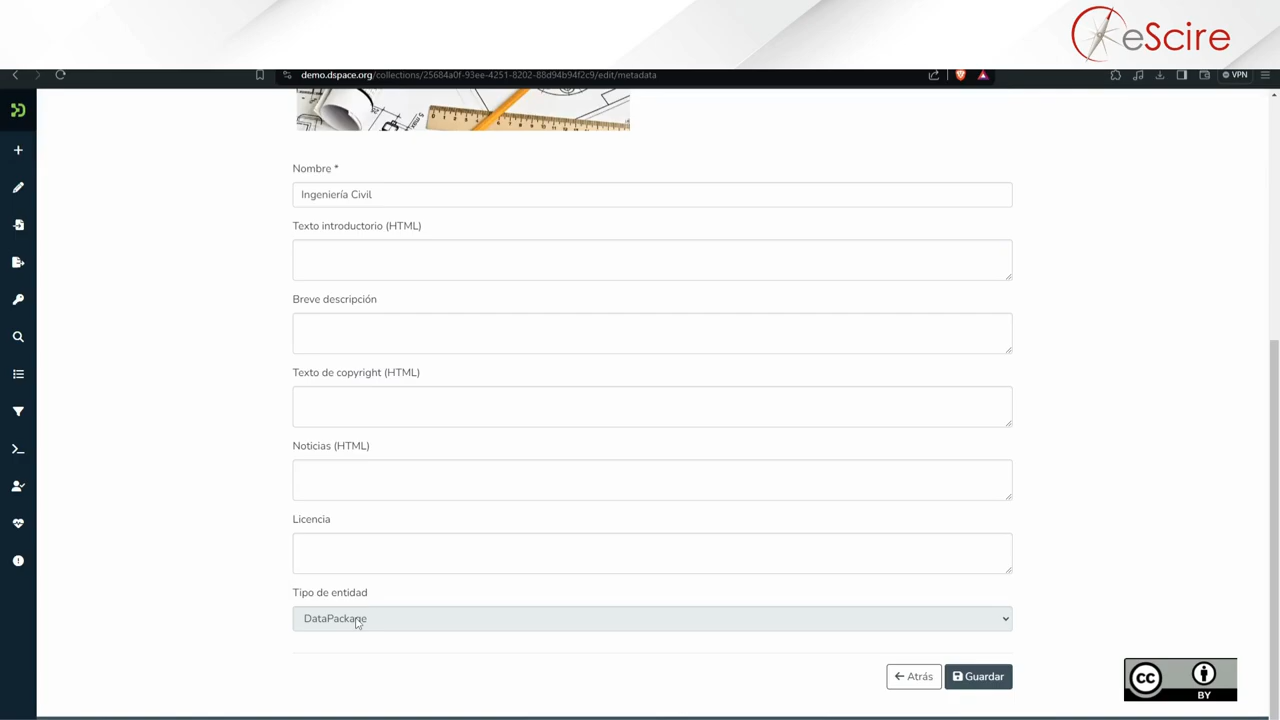 eScire
demo.dspace.org/collections/25684a0f-93ee-4251-8202-88d94b94f2c9/edit/metadata
VPN
Nombre *
Ingeniería Civil
Texto introductorio (HTML)
Breve descripción
Texto de copyright (HTML)
Noticias (HTML)
Licencia
Tipo de entidad
DataPackage
Atrás
Guardar
CC
BY